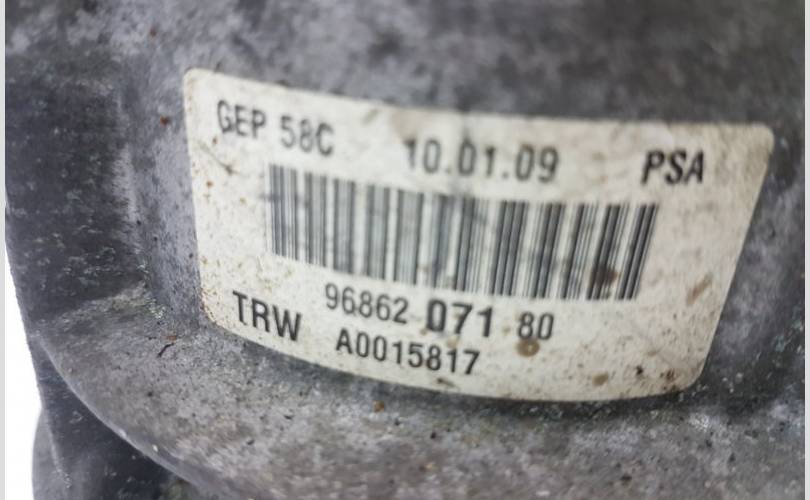 GEP 58C 10.01.09 PSA
96862 071 80
TRW A0015817